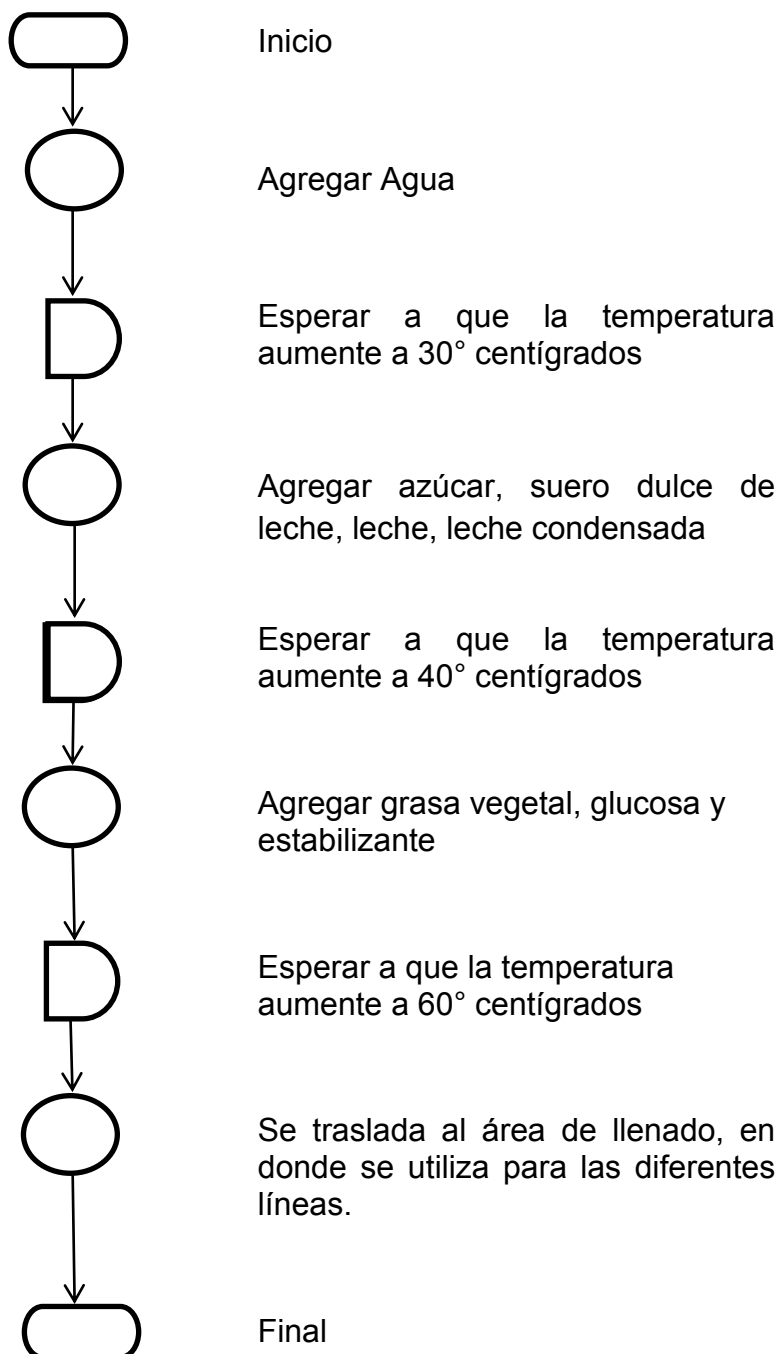 Inicio
Agregar Agua
Esperar a que la temperatura
aumente a 30° centígrados
Agregar azúcar, suero dulce de
leche, leche, leche condensada
Esperar a que la temperatura
aumente a 40° centígrados
Agregar grasa vegetal, glucosa y
estabilizante
Esperar a que la temperatura
aumente a 60° centígrados
Se traslada al área de llenado, en
donde se utiliza para las diferentes
líneas.
Final